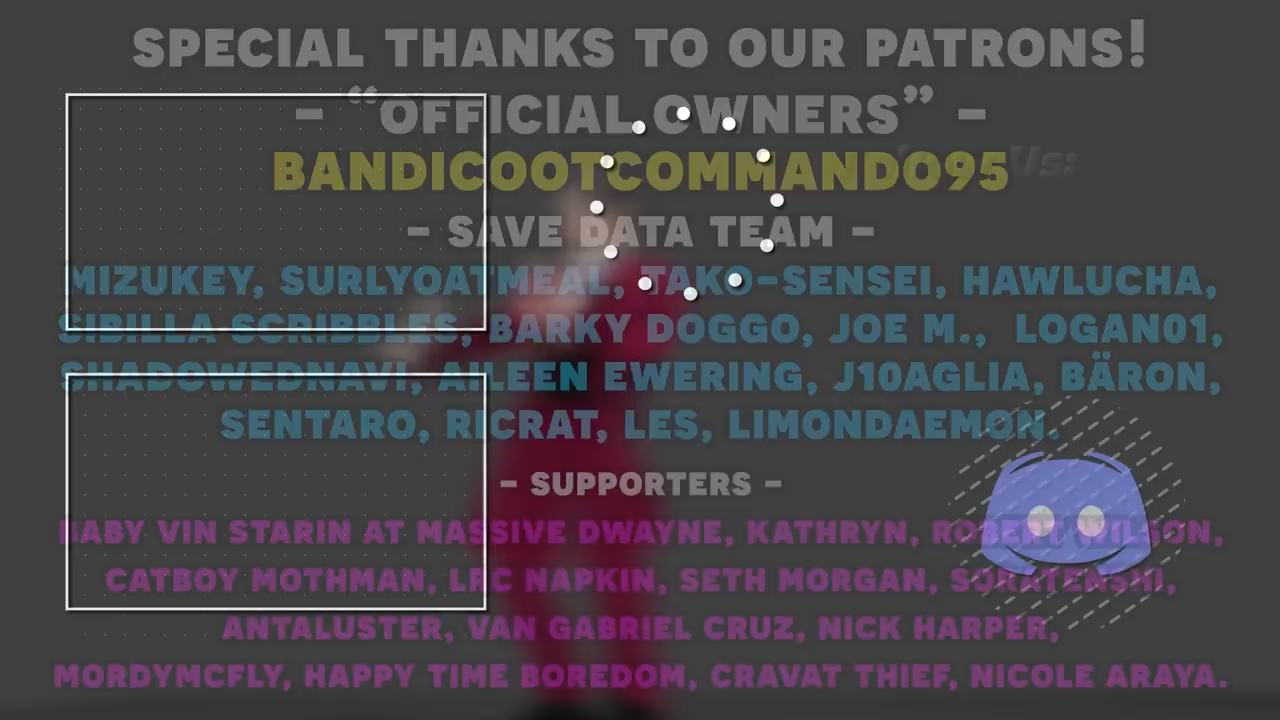 SPECIAL THANKS TO OUR PATRONS!
- “OFFICIAL OWNERS” -
BANDICOOTCOMMANDO95
Us:
- SAVE DATA TEAM -
MIZUKEY, SURLYOATMEAL, TAKO-SENSEI, HAWLUCHA,
SIBILLA SCRIBBLES, BARKY DOGGO, JOE M., LOGAN01,
SHADOWEDNAVI, AILEEN EWERING, J10AGLIA, BÄRON,
SENTARO, RICRAT, LES, LIMONDAEMON.
- SUPPORTERS -
BABY VIN STARIN AT MASSIVE DWAYNE, KATHRYN, ROBERT WILSON,
CATBOY MOTHMAN, LRC NAPKIN, SETH MORGAN, SORATENSHI,
ANTALUSTER, VAN GABRIEL CRUZ, NICK HARPER,
MORDYMCFLY, HAPPY TIME BOREDOM, CRAVAT THIEF, NICOLE ARAYA.